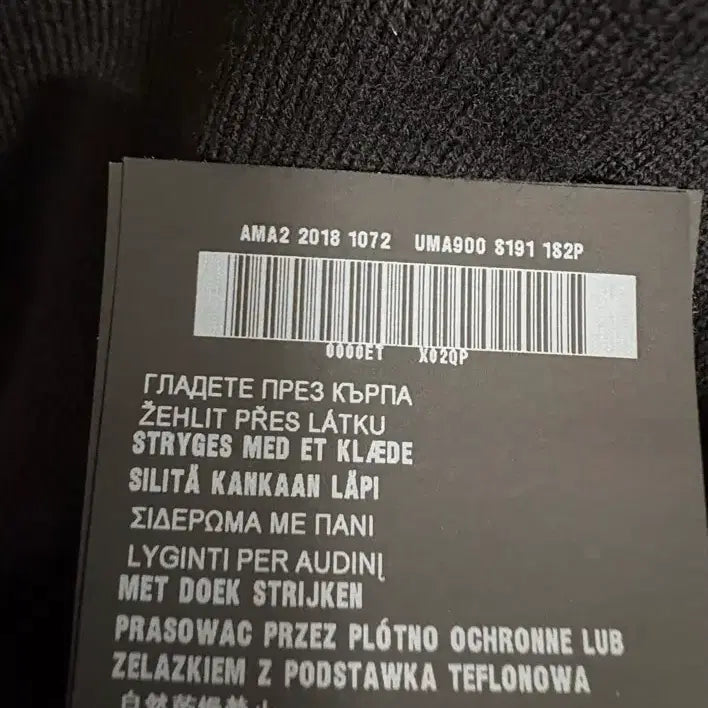 AMA2 2018 1072 UMA900 8191 1S2P
0000ET X02QP
ГЛАДЕТЕ ПРЕЗ КЪРПА
ŽEHLIT PŘES LÁTKU
STRYGES MED ET KLÆDE
SILITÄ KANKAAN LÄPI
ΣΙΔΕΡΩΜΑ ΜΕ ΠΑΝΙ
LYGINTI PER AUDINĮ
MET DOEK STRIJKEN
PRASOWAC PRZEZ PLÓTNO OCHRONNE LUB
ZELAZKIEM Z PODSTAWKA TEFLONOWA